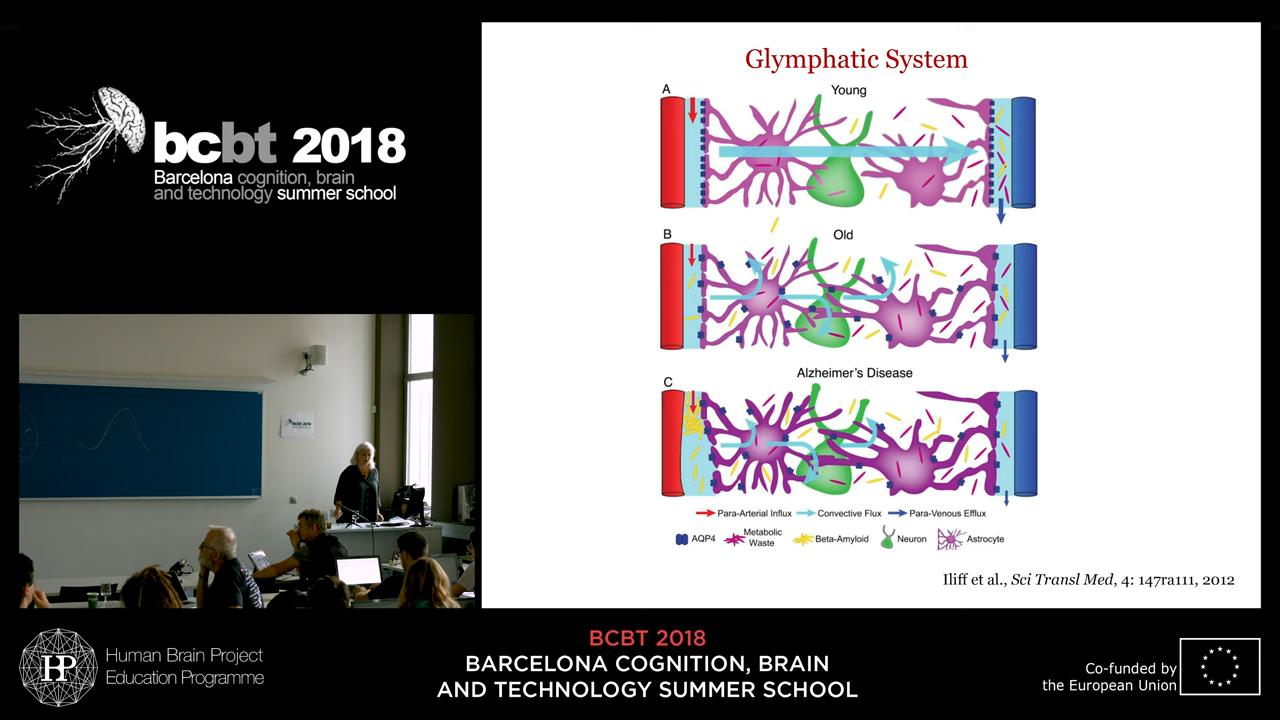 bcbt 2018
Barcelona cognition, brain
and technology summer school
Glymphatic System
A
Young
B
Old
Alzheimer's Disease
C
Para-Arterial Influx
Convective Flux
Para-Venous Efflux
AQP4
Metabolic
Waste
Beta-Amyloid
Neuron
Astrocyte
Iliff et al., Sci Transl Med, 4: 147ra111, 2012
bcbt 2018
HP
Human Brain Project
Education Programme
BCBT 2018
BARCELONA COGNITION, BRAIN
AND TECHNOLOGY SUMMER SCHOOL
Co-funded by
the European Union